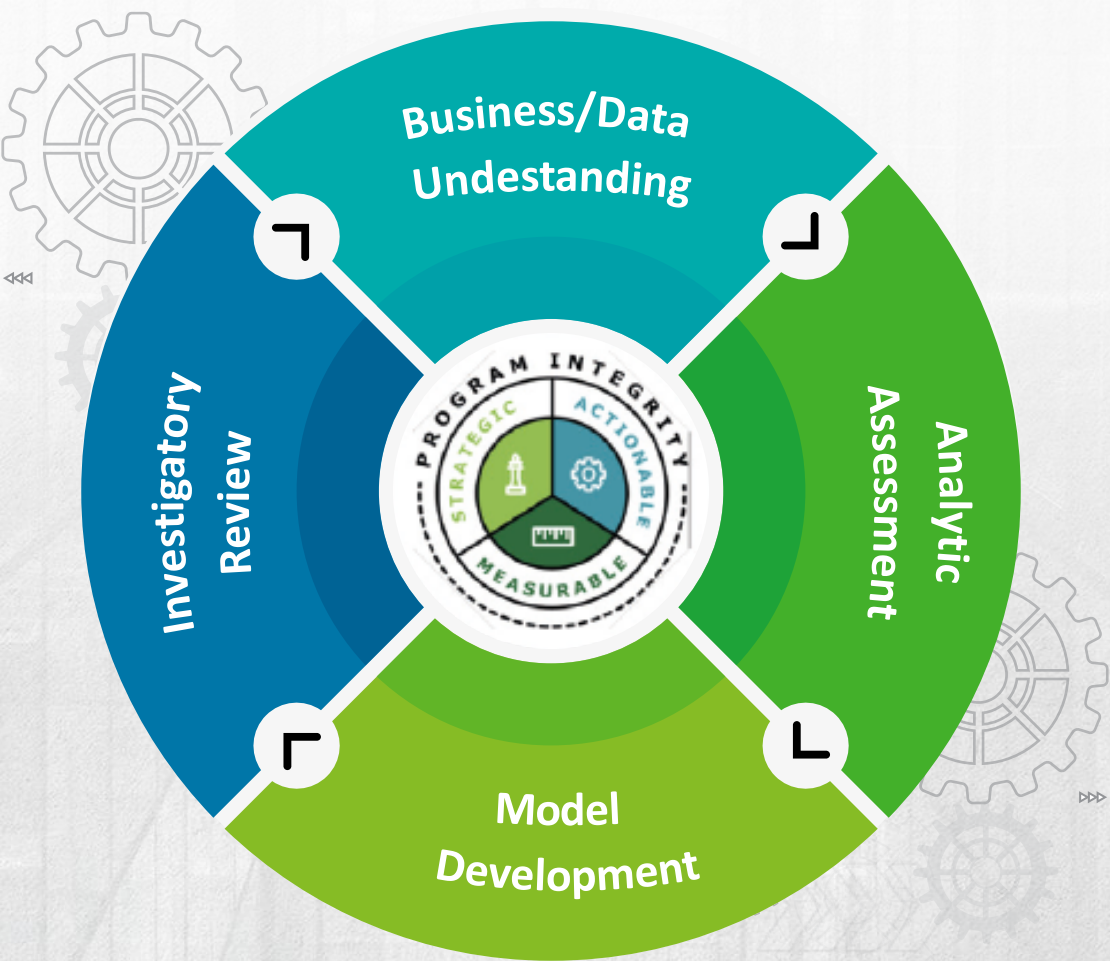 Business/Data
Undestanding
Analytic
Assessment
Model
Development
Investigatory
Review
PROGRAM INTEGRITY
STRATEGIC
ACTIONABLE
MEASURABLE